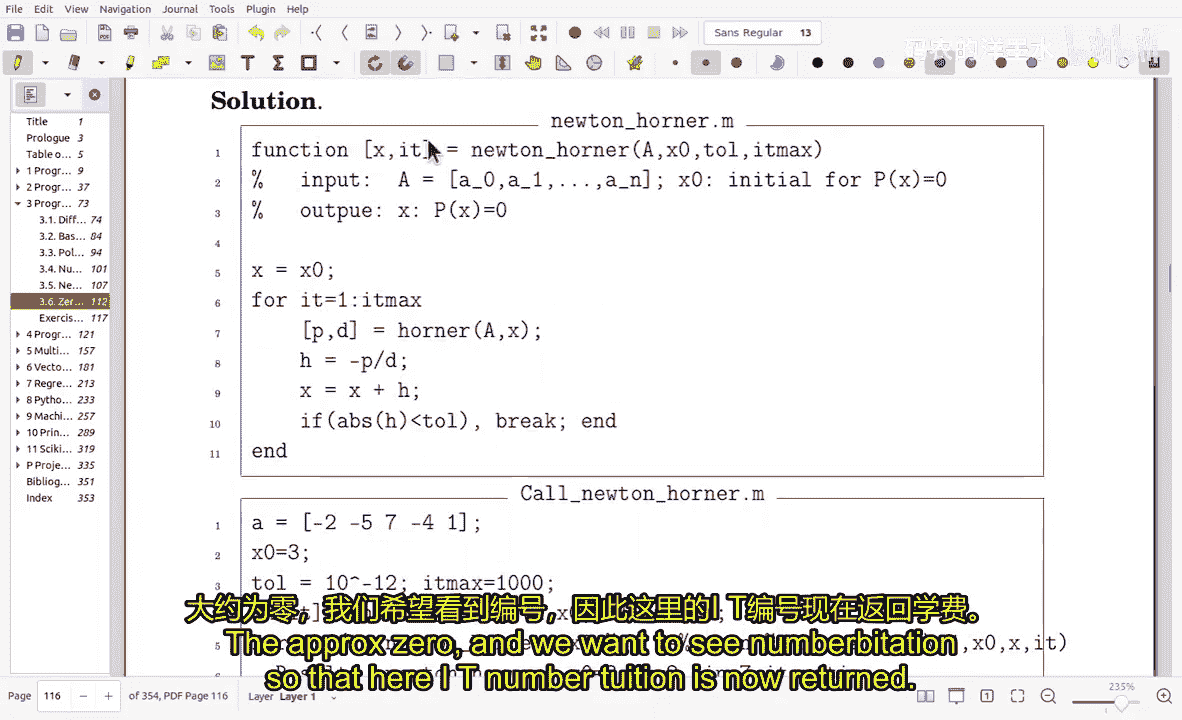 File Edit View Navigation Journal Tools Plugin Help
Sans Regular 13
Title 1
Prologue 3
Table o... 5
1 Progr... 9
2 Progr... 37
3 Progr... 73
3.1. Diff... 74
3.2. Bas... 84
3.3. Pol... 94
3.4. Nu... 101
3.5. Ne... 107
3.6. Zer... 112
Exercis... 117
4 Progr... 121
5 Multi... 157
6 Vecto... 181
7 Regre... 213
8 Pytho... 233
9 Machi... 257
10 Prin... 289
11 Sciki... 319
P Proje... 335
Bibliog... 351
Index 353
Solution.
newton_horner.m
1 function [x,it] = newton_horner(A,x0,tol,itmax)
2 % input: A = [a_0,a_1,...,a_n]; x0: initial for P(x)=0
3 % outpue: x: P(x)=0
4
5 x = x0;
6 for it=1:itmax
7 [p,d] = horner(A,x);
8 h = -p/d;
9 x = x + h;
10 if(abs(h)<tol), break; end
11 end
Call_newton_horner.m
1 a = [-2 -5 7 -4 1];
2 x0=3;
3 tol = 10^-12; itmax=1000;
5 ,x0,x,it)
大约为零，我们希望看到编号，因此这里的I T编号现在返回学费。
The approx zero, and we want to see numberbitation
so that here I T number tuition is now returned.
Page 116 of 354, PDF Page 116 Layer Layer 1 235%